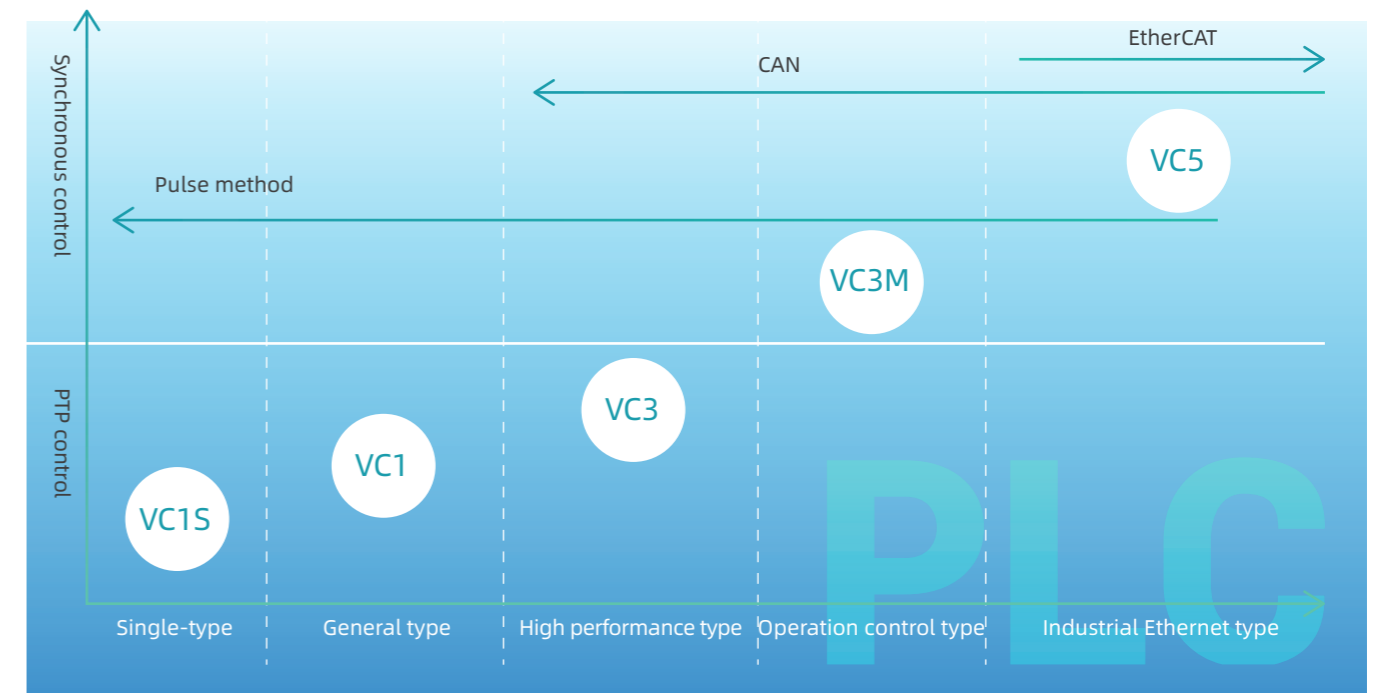 EtherCAT
CAN
Synchronous control
VC5
Pulse method
VC3M
PTP control
VC3
VC1
VC1S
PLC
Single-type
General type
High performance type
Operation control type
Industrial Ethernet type